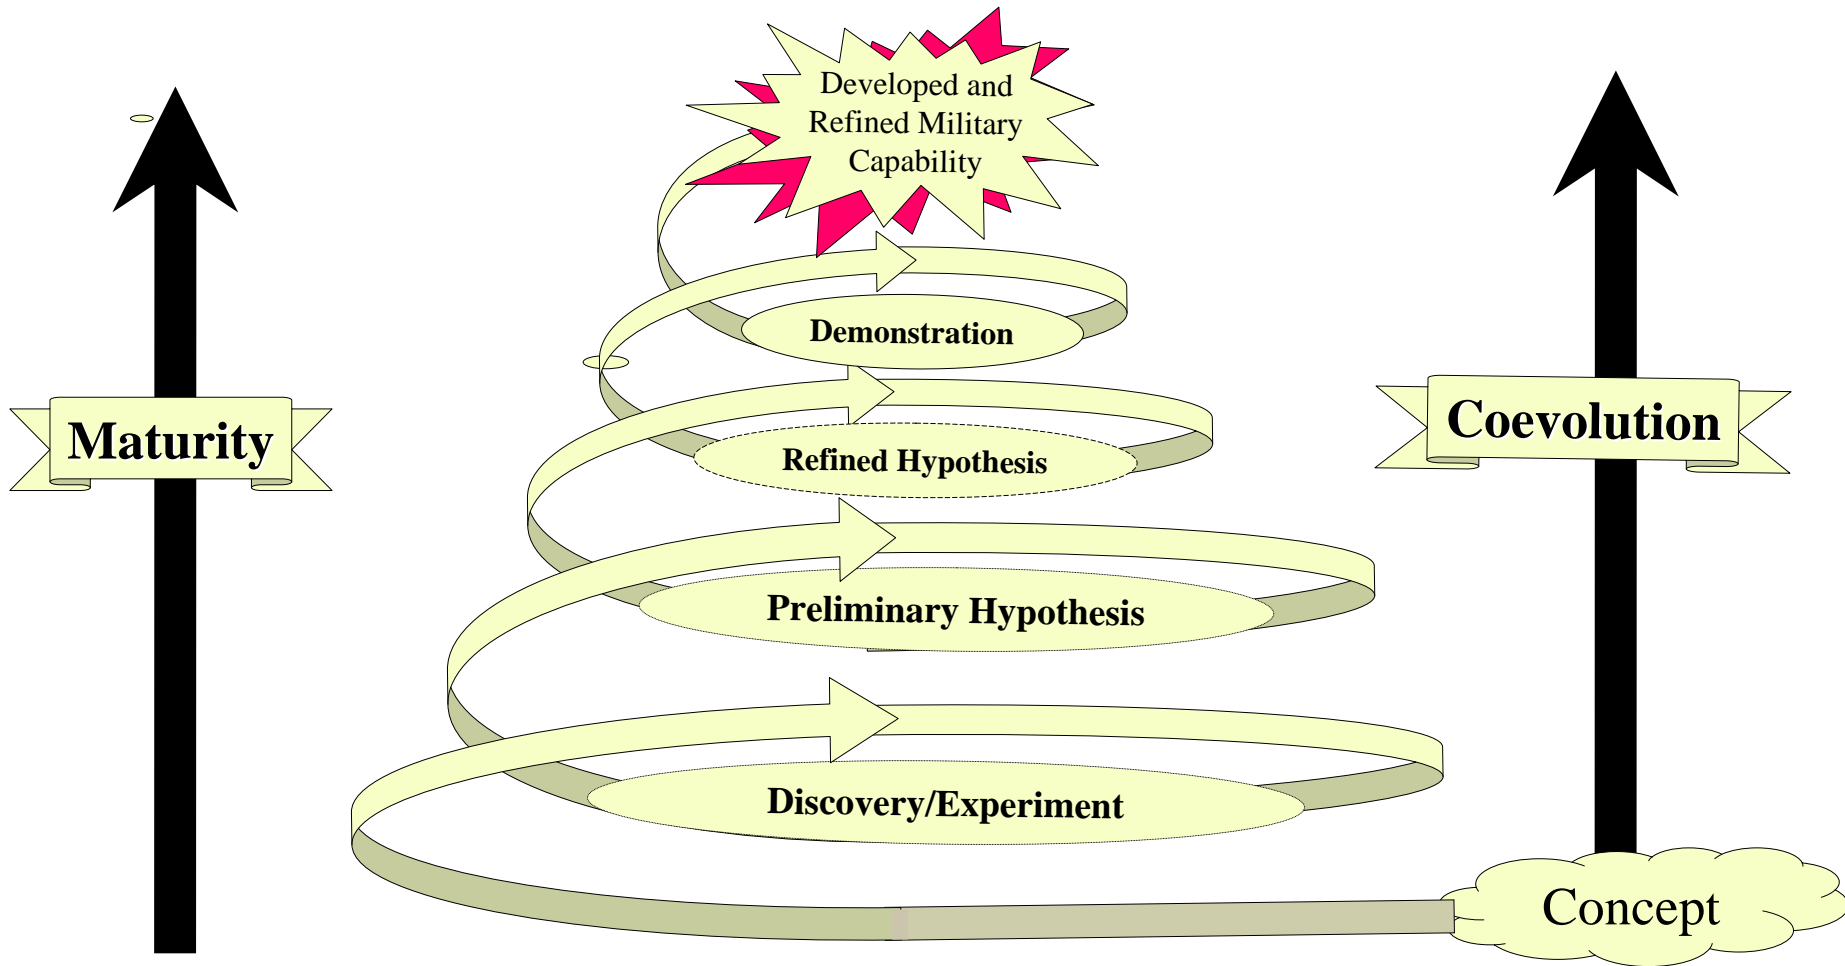 Developed and
Refined Military
Capability
Demonstration
Maturity
Coevolution
Refined Hypothesis
Preliminary Hypothesis
Discovery/Experiment
Concept